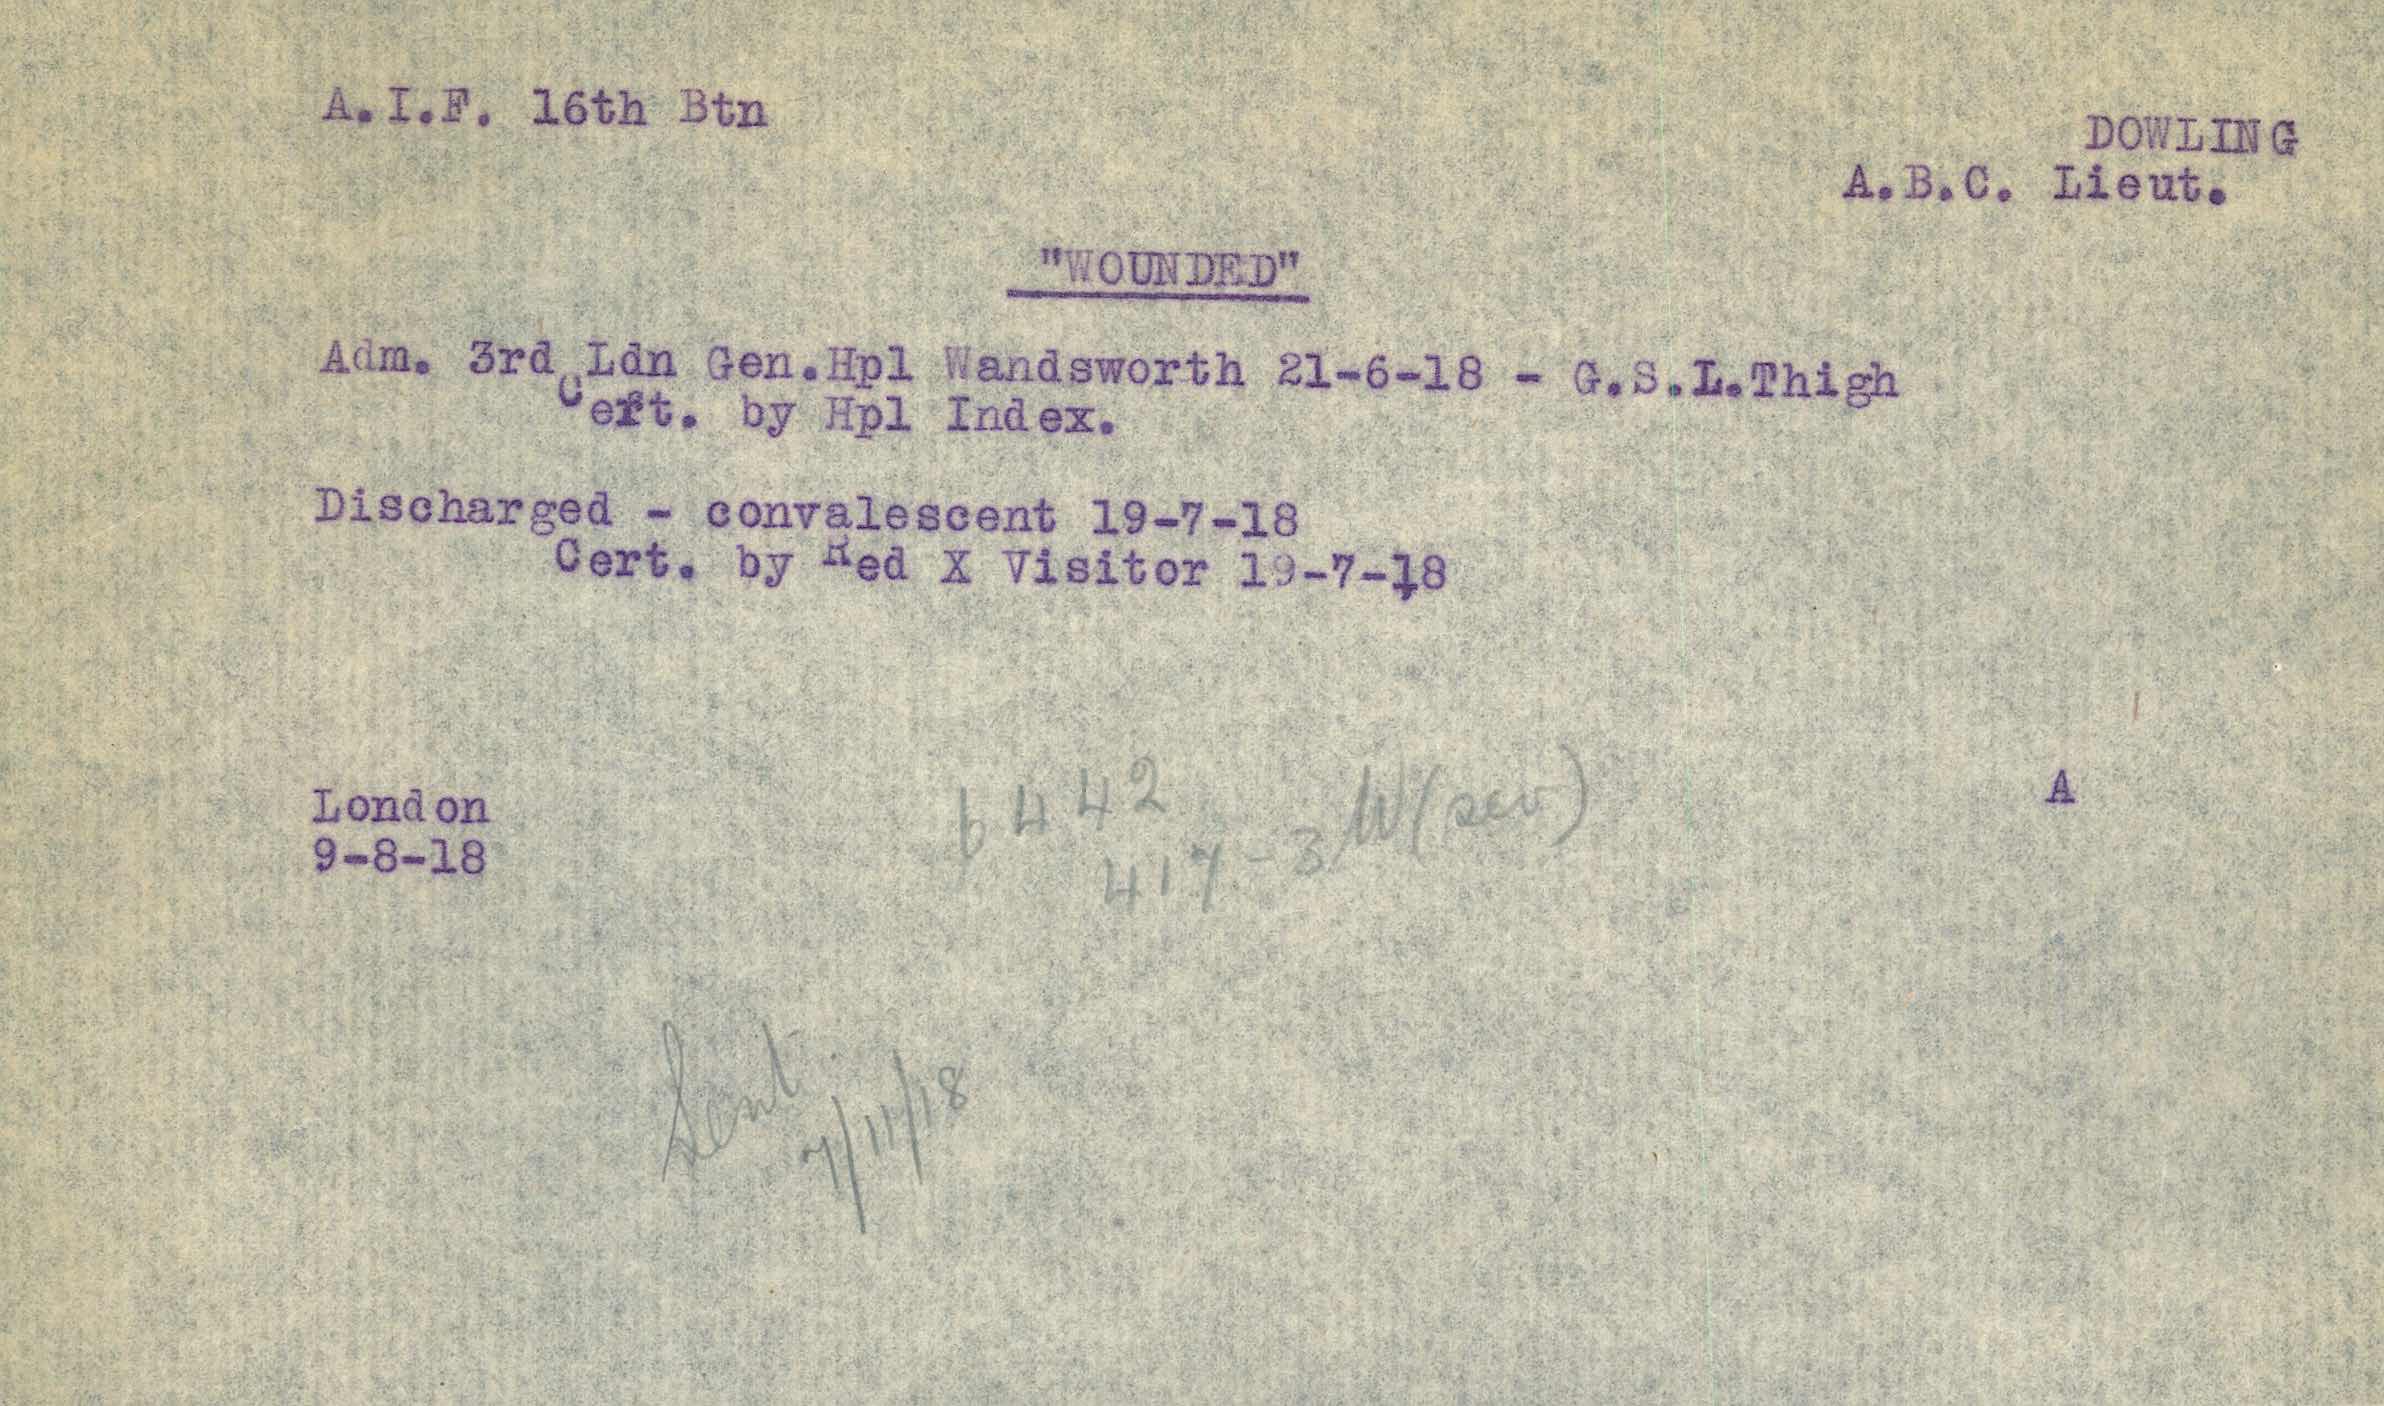 A.I.F. 16th Btn
DOWLING
A.B.C. Lieut.
"WOUNDED"
Adm. 3rd Ldn Gen.Hpl Wandsworth 21-6-18 - G.S.L.Thigh
Cert. by Hpl Index.
Discharged - convalescent 19-7-18
Cert. by Red X Visitor 19-7-18
London
9-8-18
A
6442
417-3 W(sev)
Sent
7/11/18